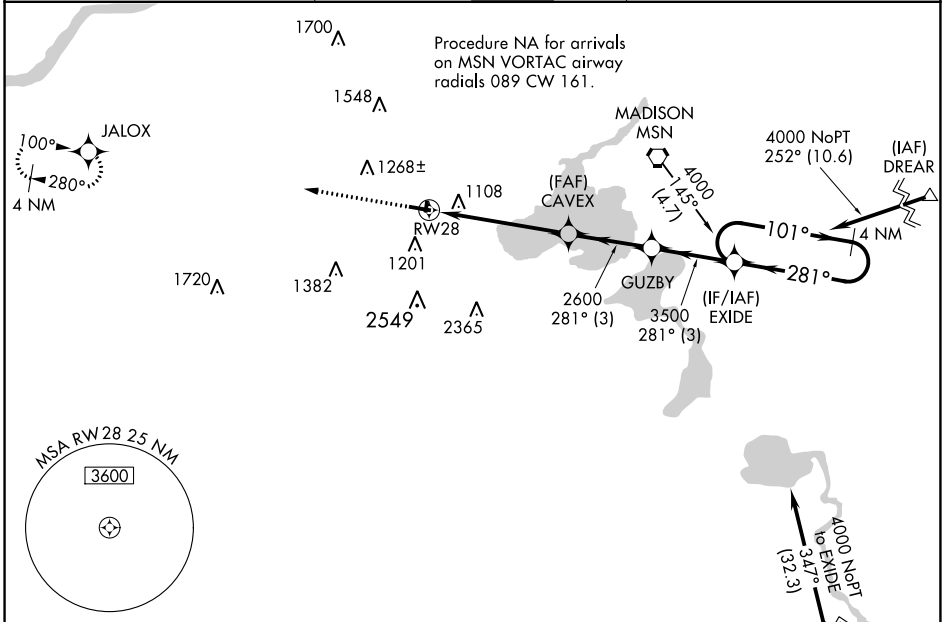 1700
Procedure NA for arrivals
on MSN VORTAC airway
radials 089 CW 161.
1548
MADISON
MSN
JALOX
100°
280°
4 NM
4000 NoPT
252° (10.6)
(IAF)
DREAR
1268±
(FAF)
CAVEX
4000
145°
(4.7)
1108
RW28
101°
4 NM
281°
1201
GUZBY
(IF/IAF)
EXIDE
1720
1382
2600
281° (3)
3500
281° (3)
2549
2365
MSA RW28 25 NM
3600
4000 NoPT
to EXIDE
347°
(32.3)